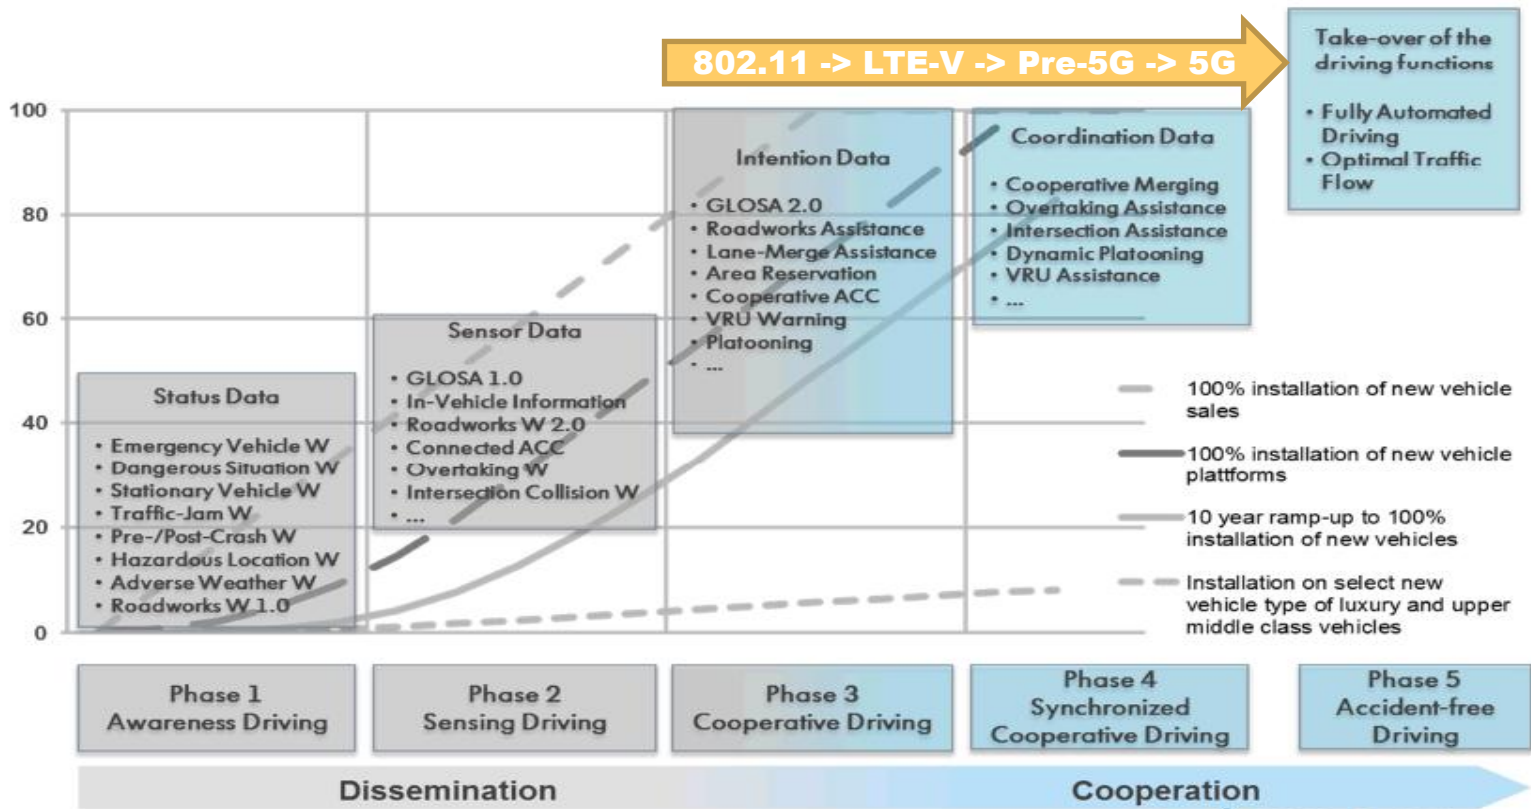 802.11 -> LTE-V -> Pre-5G -> 5G
Take-over of the
driving functions
• Fully Automated
Driving
• Optimal Traffic
Flow
100
80
60
40
20
0
Status Data
• Emergency Vehicle W
• Dangerous Situation W
• Stationary Vehicle W
• Traffic-Jam W
• Pre-/Post-Crash W
• Hazardous Location W
• Adverse Weather W
• Roadworks W 1.0
Sensor Data
• GLOSA 1.0
• In-Vehicle Information
• Roadworks W 2.0
• Connected ACC
• Overtaking W
• Intersection Collision W
• ...
Intention Data
• GLOSA 2.0
• Roadworks Assistance
• Lane-Merge Assistance
• Area Reservation
• Cooperative ACC
• VRU Warning
• Platooning
• ...
Coordination Data
• Cooperative Merging
• Overtaking Assistance
• Intersection Assistance
• Dynamic Platooning
• VRU Assistance
• ...
100% installation of new vehicle
sales
100% installation of new vehicle
plattforms
10 year ramp-up to 100%
installation of new vehicles
Installation on select new
vehicle type of luxury and upper
middle class vehicles
Phase 1
Awareness Driving
Phase 2
Sensing Driving
Phase 3
Cooperative Driving
Phase 4
Synchronized
Cooperative Driving
Phase 5
Accident-free
Driving
Dissemination
Cooperation